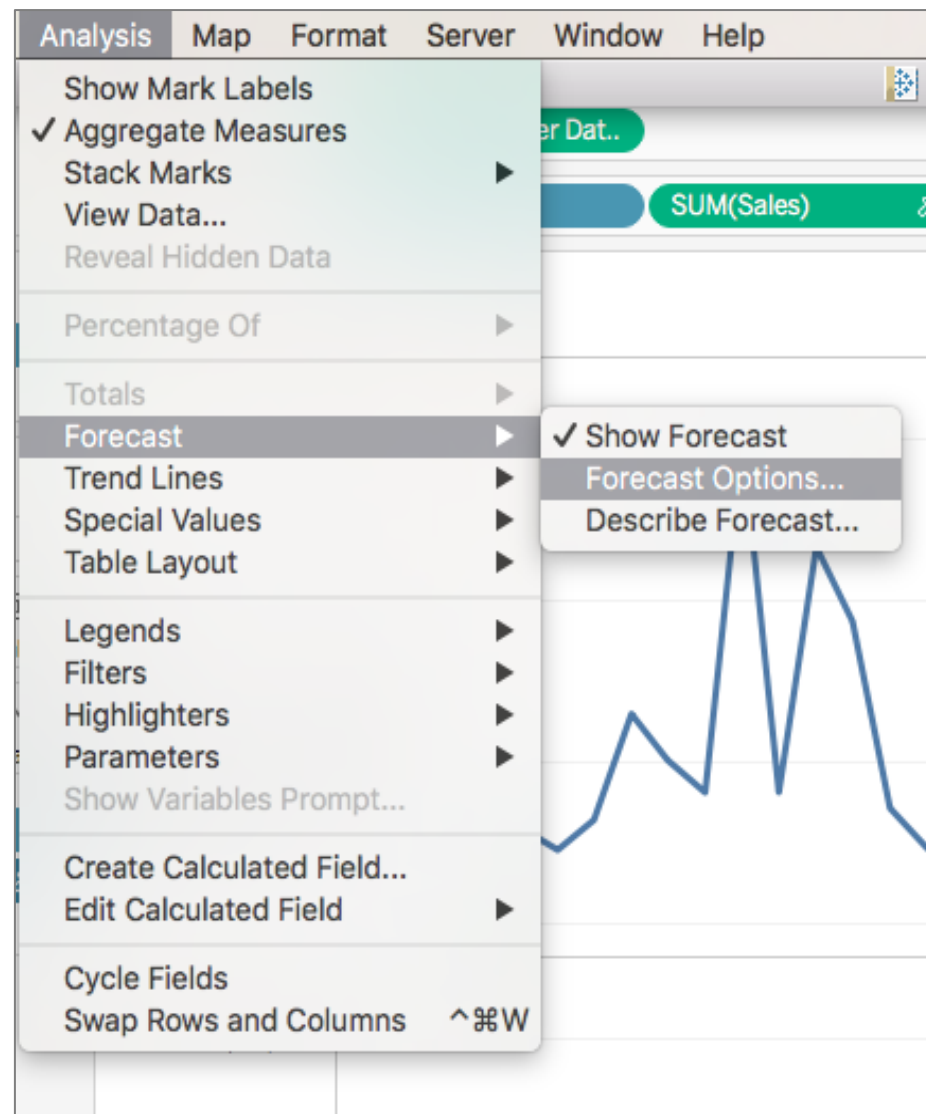 Analysis Map Format Server Window Help
Show Mark Labels
Aggregate Measures
Stack Marks
View Data...
Reveal Hidden Data
Percentage Of
Totals
Forecast
Trend Lines
Special Values
Table Layout
Legends
Filters
Highlighters
Parameters
Show Variables Prompt...
Create Calculated Field...
Edit Calculated Field
Cycle Fields
Swap Rows and Columns ^⌘W
Show Forecast
Forecast Options...
Describe Forecast...
er Dat..
SUM(Sales)